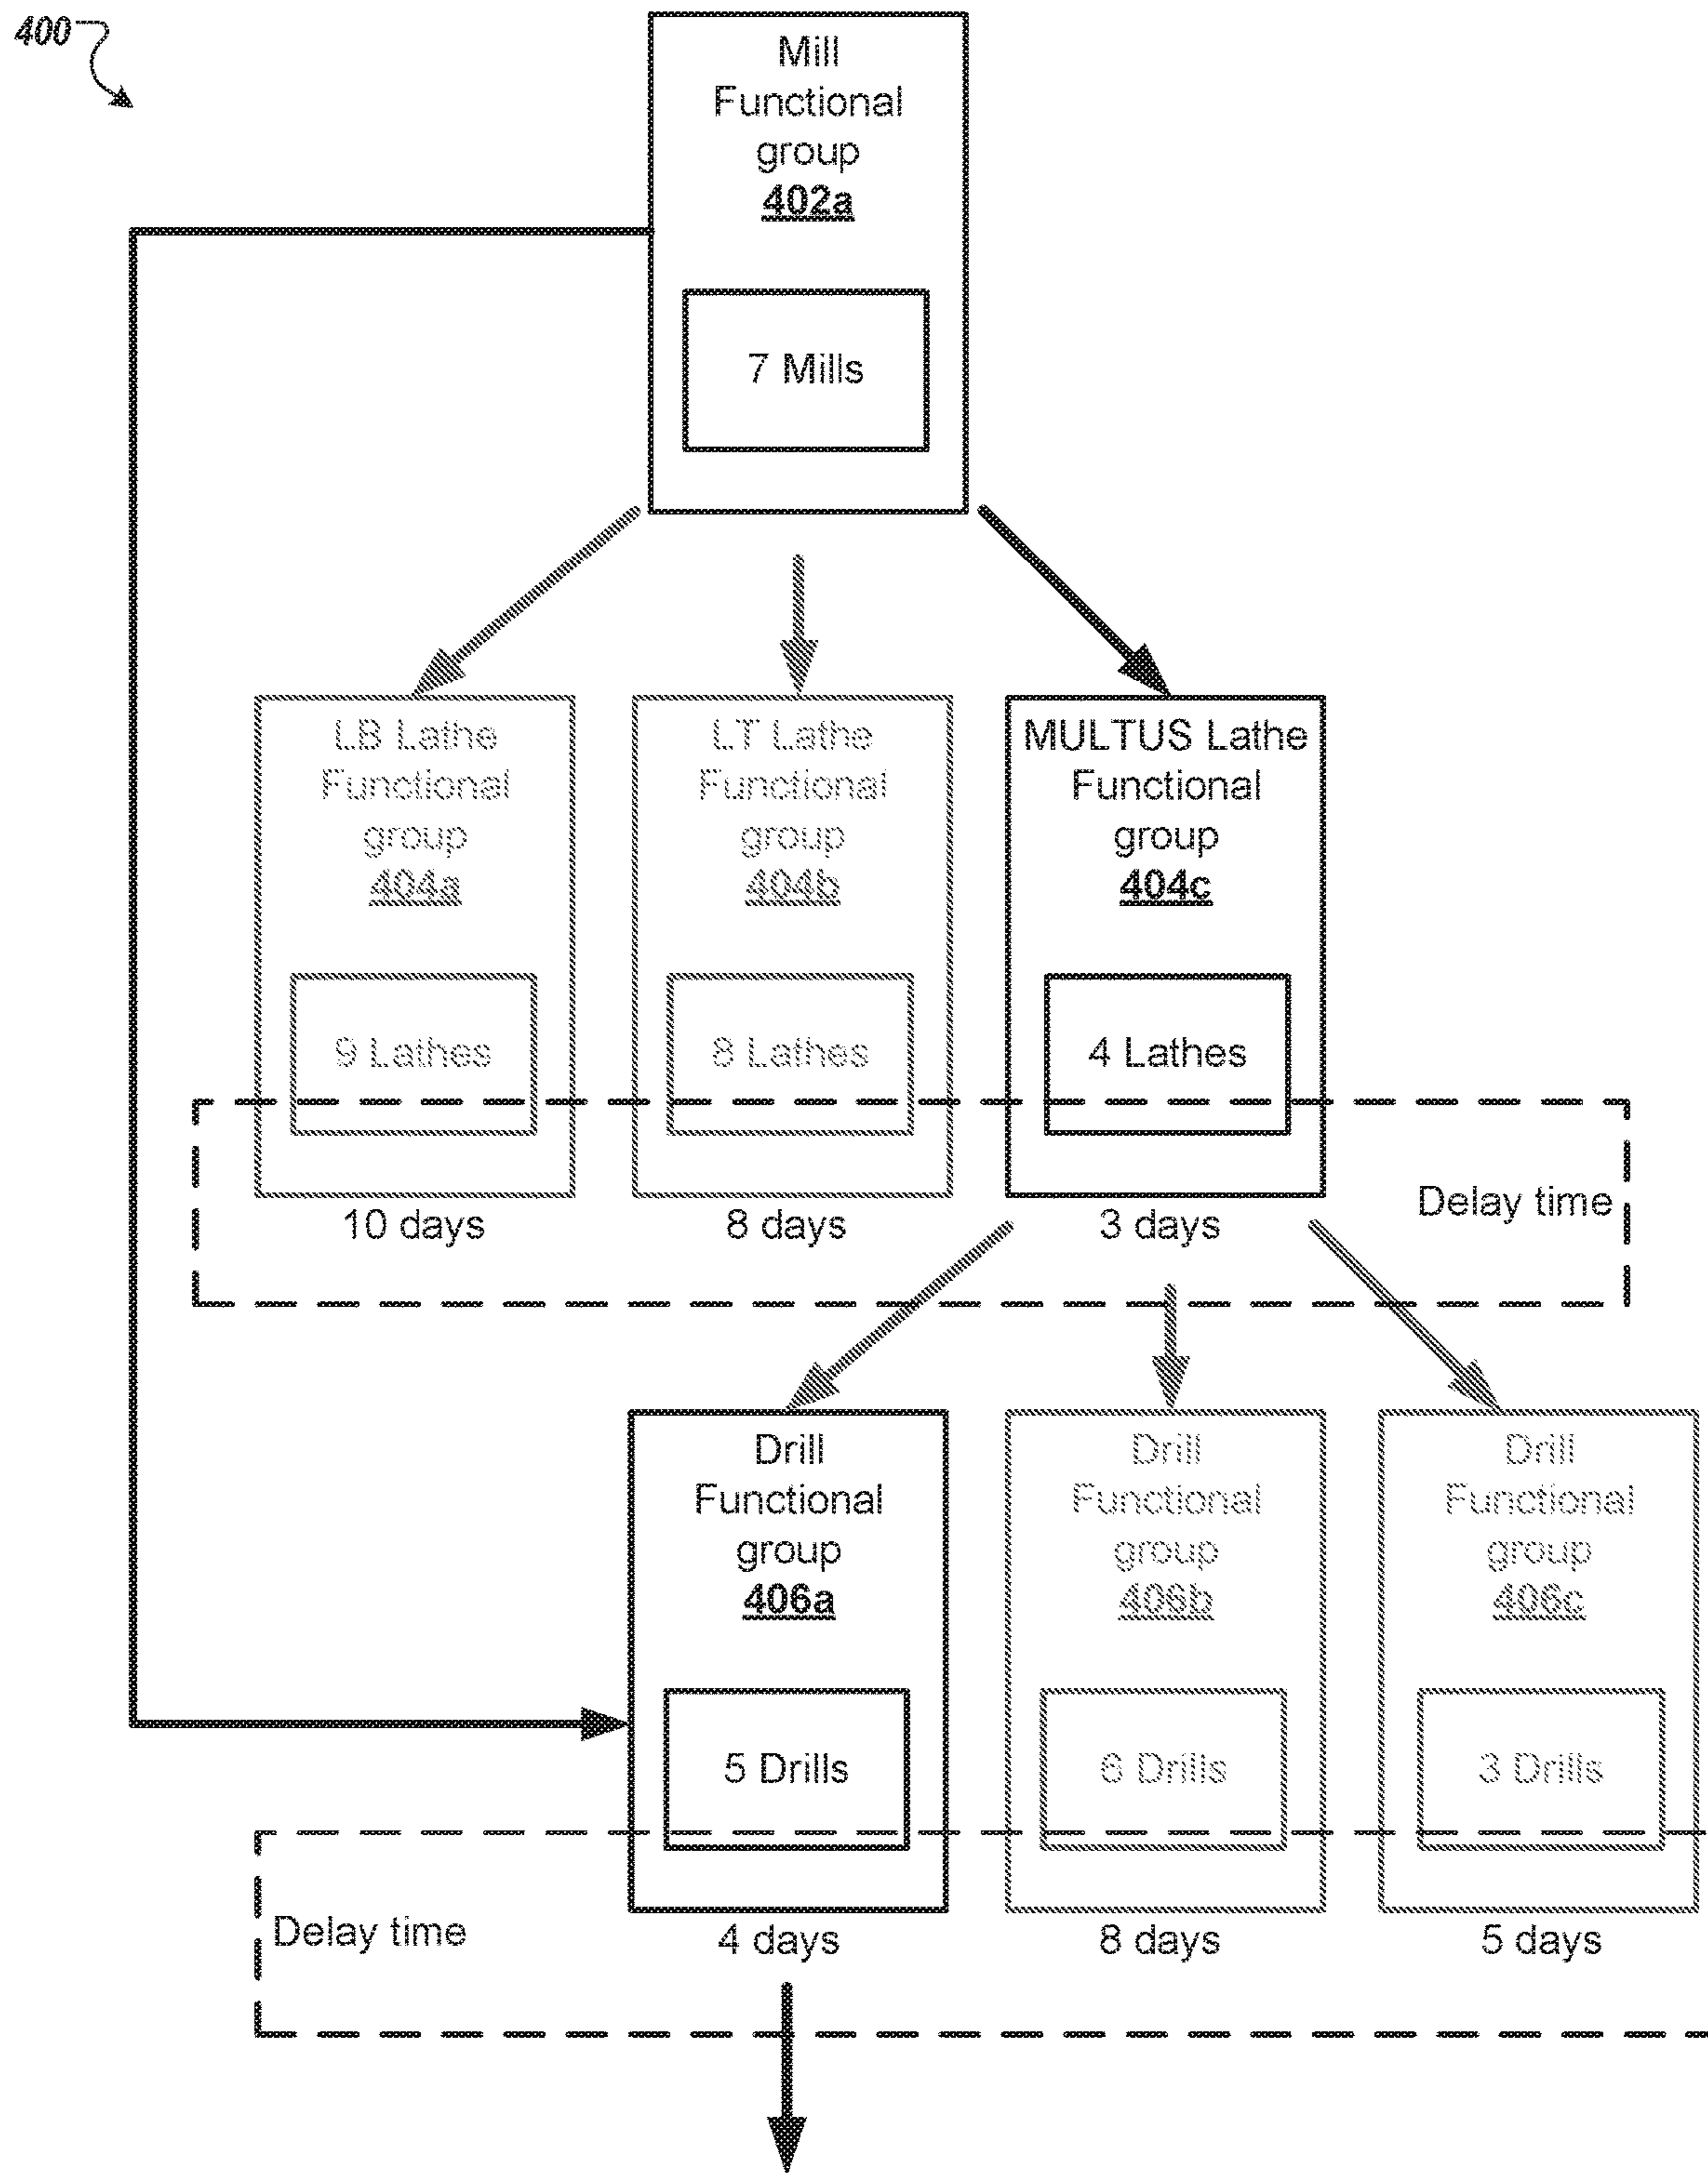 400
Mill
Functional
group
402a
7 Mills
LB Lathe
Functional
group
404a
9 Lathes
10 days
LT Lathe
Functional
group
404b
8 Lathes
8 days
MULTUS Lathe
Functional
group
404c
4 Lathes
3 days
Delay time
Drill
Functional
group
406a
5 Drills
4 days
Drill
Functional
group
406b
6 Drills
8 days
Drill
Functional
group
406c
3 Drills
5 days
Delay time